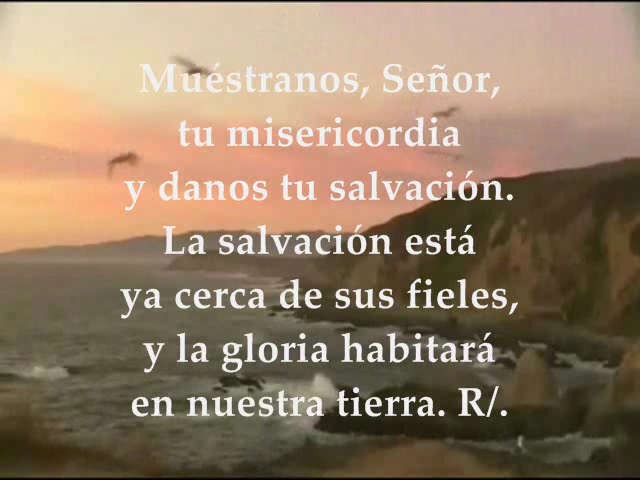 Muéstranos, Señor,
tu misericordia
y danos tu salvación.
La salvación está
ya cerca de sus fieles,
y la gloria habitará
en nuestra tierra. R/.